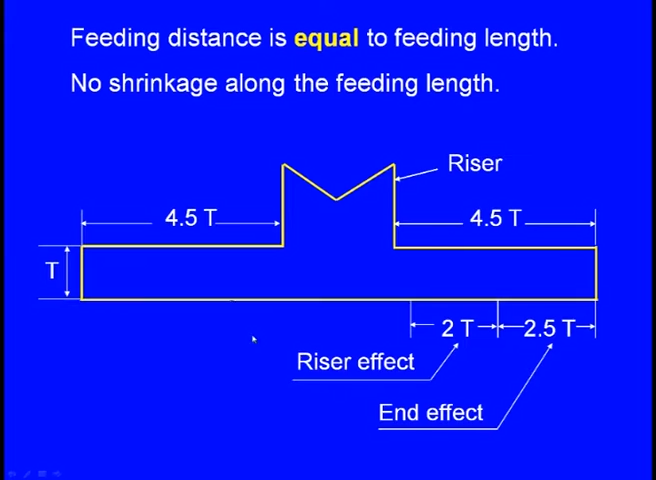 Feeding distance is equal to feeding length.
No shrinkage along the feeding length.
Riser
4.5 T
4.5 T
T
2 T
2.5 T
Riser effect
End effect